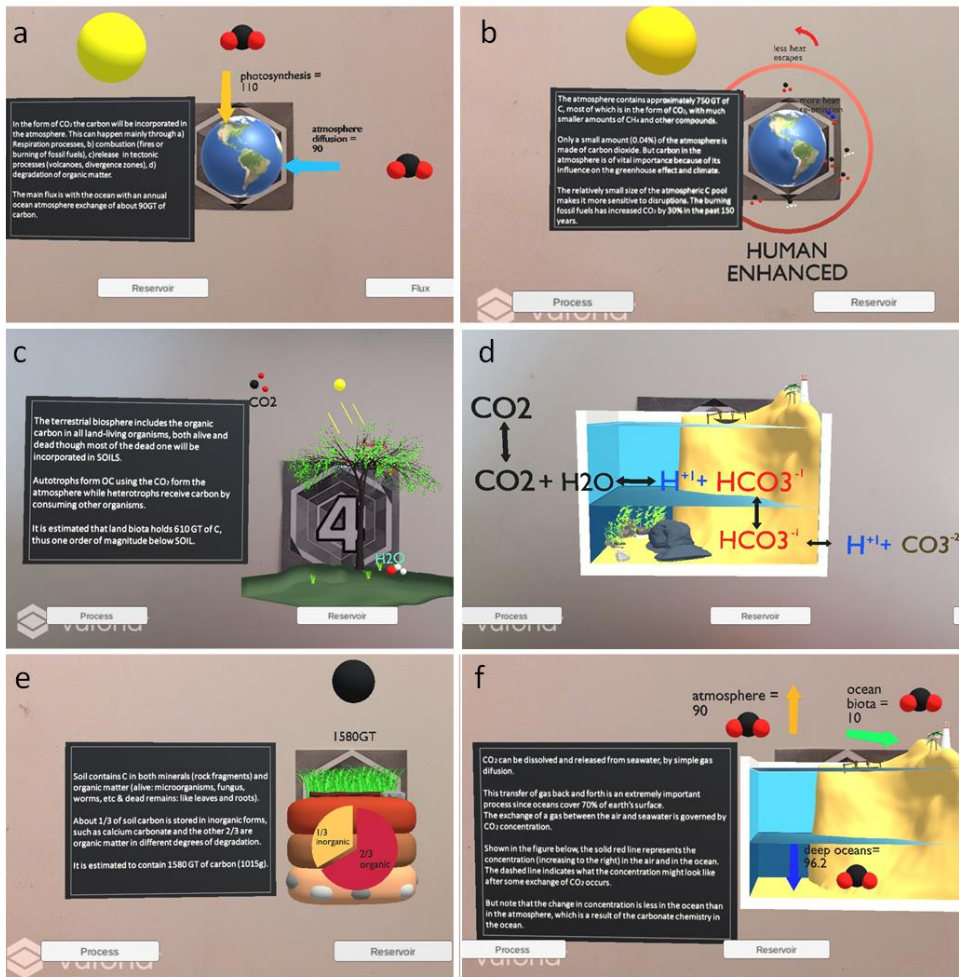 a
photosynthesis =
110
In the form of CO₂ the carbon will be incorporated in
the atmosphere. This can happen mainly through a)
Respiration processes, b) combustion (fires or
burning of fossil fuels), c)release in tectonic
processes (volcanoes, divergence zones), d)
degradation of organic matter.
The main flux is with the ocean with an annual
ocean atmosphere exchange of about 90GT of
carbon.
atmosphere
diffusion =
90
Reservoir
Flux
b
less heat
escapes
more heat
re-emission
The atmosphere contains approximately 750 GT of
C, most of which is in the form of CO₂, with much
smaller amounts of CH4 and other compounds.
Only a small amount (0.04%) of the atmosphere is
made of carbon dioxide. But carbon in the
atmosphere is of vital importance because of its
influence on the greenhouse effect and climate.
The relatively small size of the atmospheric C pool
makes it more sensitive to disruptions. The burning
fossil fuels has increased CO₂ by 30% in the past 150
years.
HUMAN
ENHANCED
Process
Reservoir
c
CO2
The terrestrial biosphere includes the organic
carbon in all land-living organisms, both alive and
dead though most of the dead one will be
incorporated in SOILS.
Autotrophs form OC using the CO₂ form the
atmosphere while heterotrophs receive carbon by
consuming other organisms.
It is estimated that land biota holds 610 GT of C,
thus one order of magnitude below SOIL.
4
H2O
Process
Reservoir
d
CO2
CO2 + H2O H⁺¹+ HCO3⁻¹
HCO3⁻¹ H⁺¹+ CO3⁻²
Process
Reservoir
e
1580GT
Soil contains C in both minerals (rock fragments) and
organic matter (alive: microorganisms, fungus,
worms, etc & dead remains: like leaves and roots).
About 1/3 of soil carbon is stored in inorganic forms,
such as calcium carbonate and the other 2/3 are
organic matter in different degrees of degradation.
It is estimated to contain 1580 GT of carbon (1015g).
1/3
inorganic
2/3
organic
Process
Reservoir
f
atmosphere =
90
ocean
biota =
10
CO₂ can be dissolved and released from seawater, by simple gas
difusion.
This transfer of gas back and forth is an extremely important
process since oceans cover 70% of earth's surface.
The exchange of a gas between the air and seawater is governed by
CO₂ concentration.
Shown in the figure below, the solid red line represents the
concentration (increasing to the right) in the air and in the ocean.
The dashed line indicates what the concentration might look like
after some exchange of CO₂ occurs.
But note that the change in concentration is less in the ocean than
in the atmosphere, which is a result of the carbonate chemistry in
the ocean.
deep oceans=
96.2
Process
Reservoir